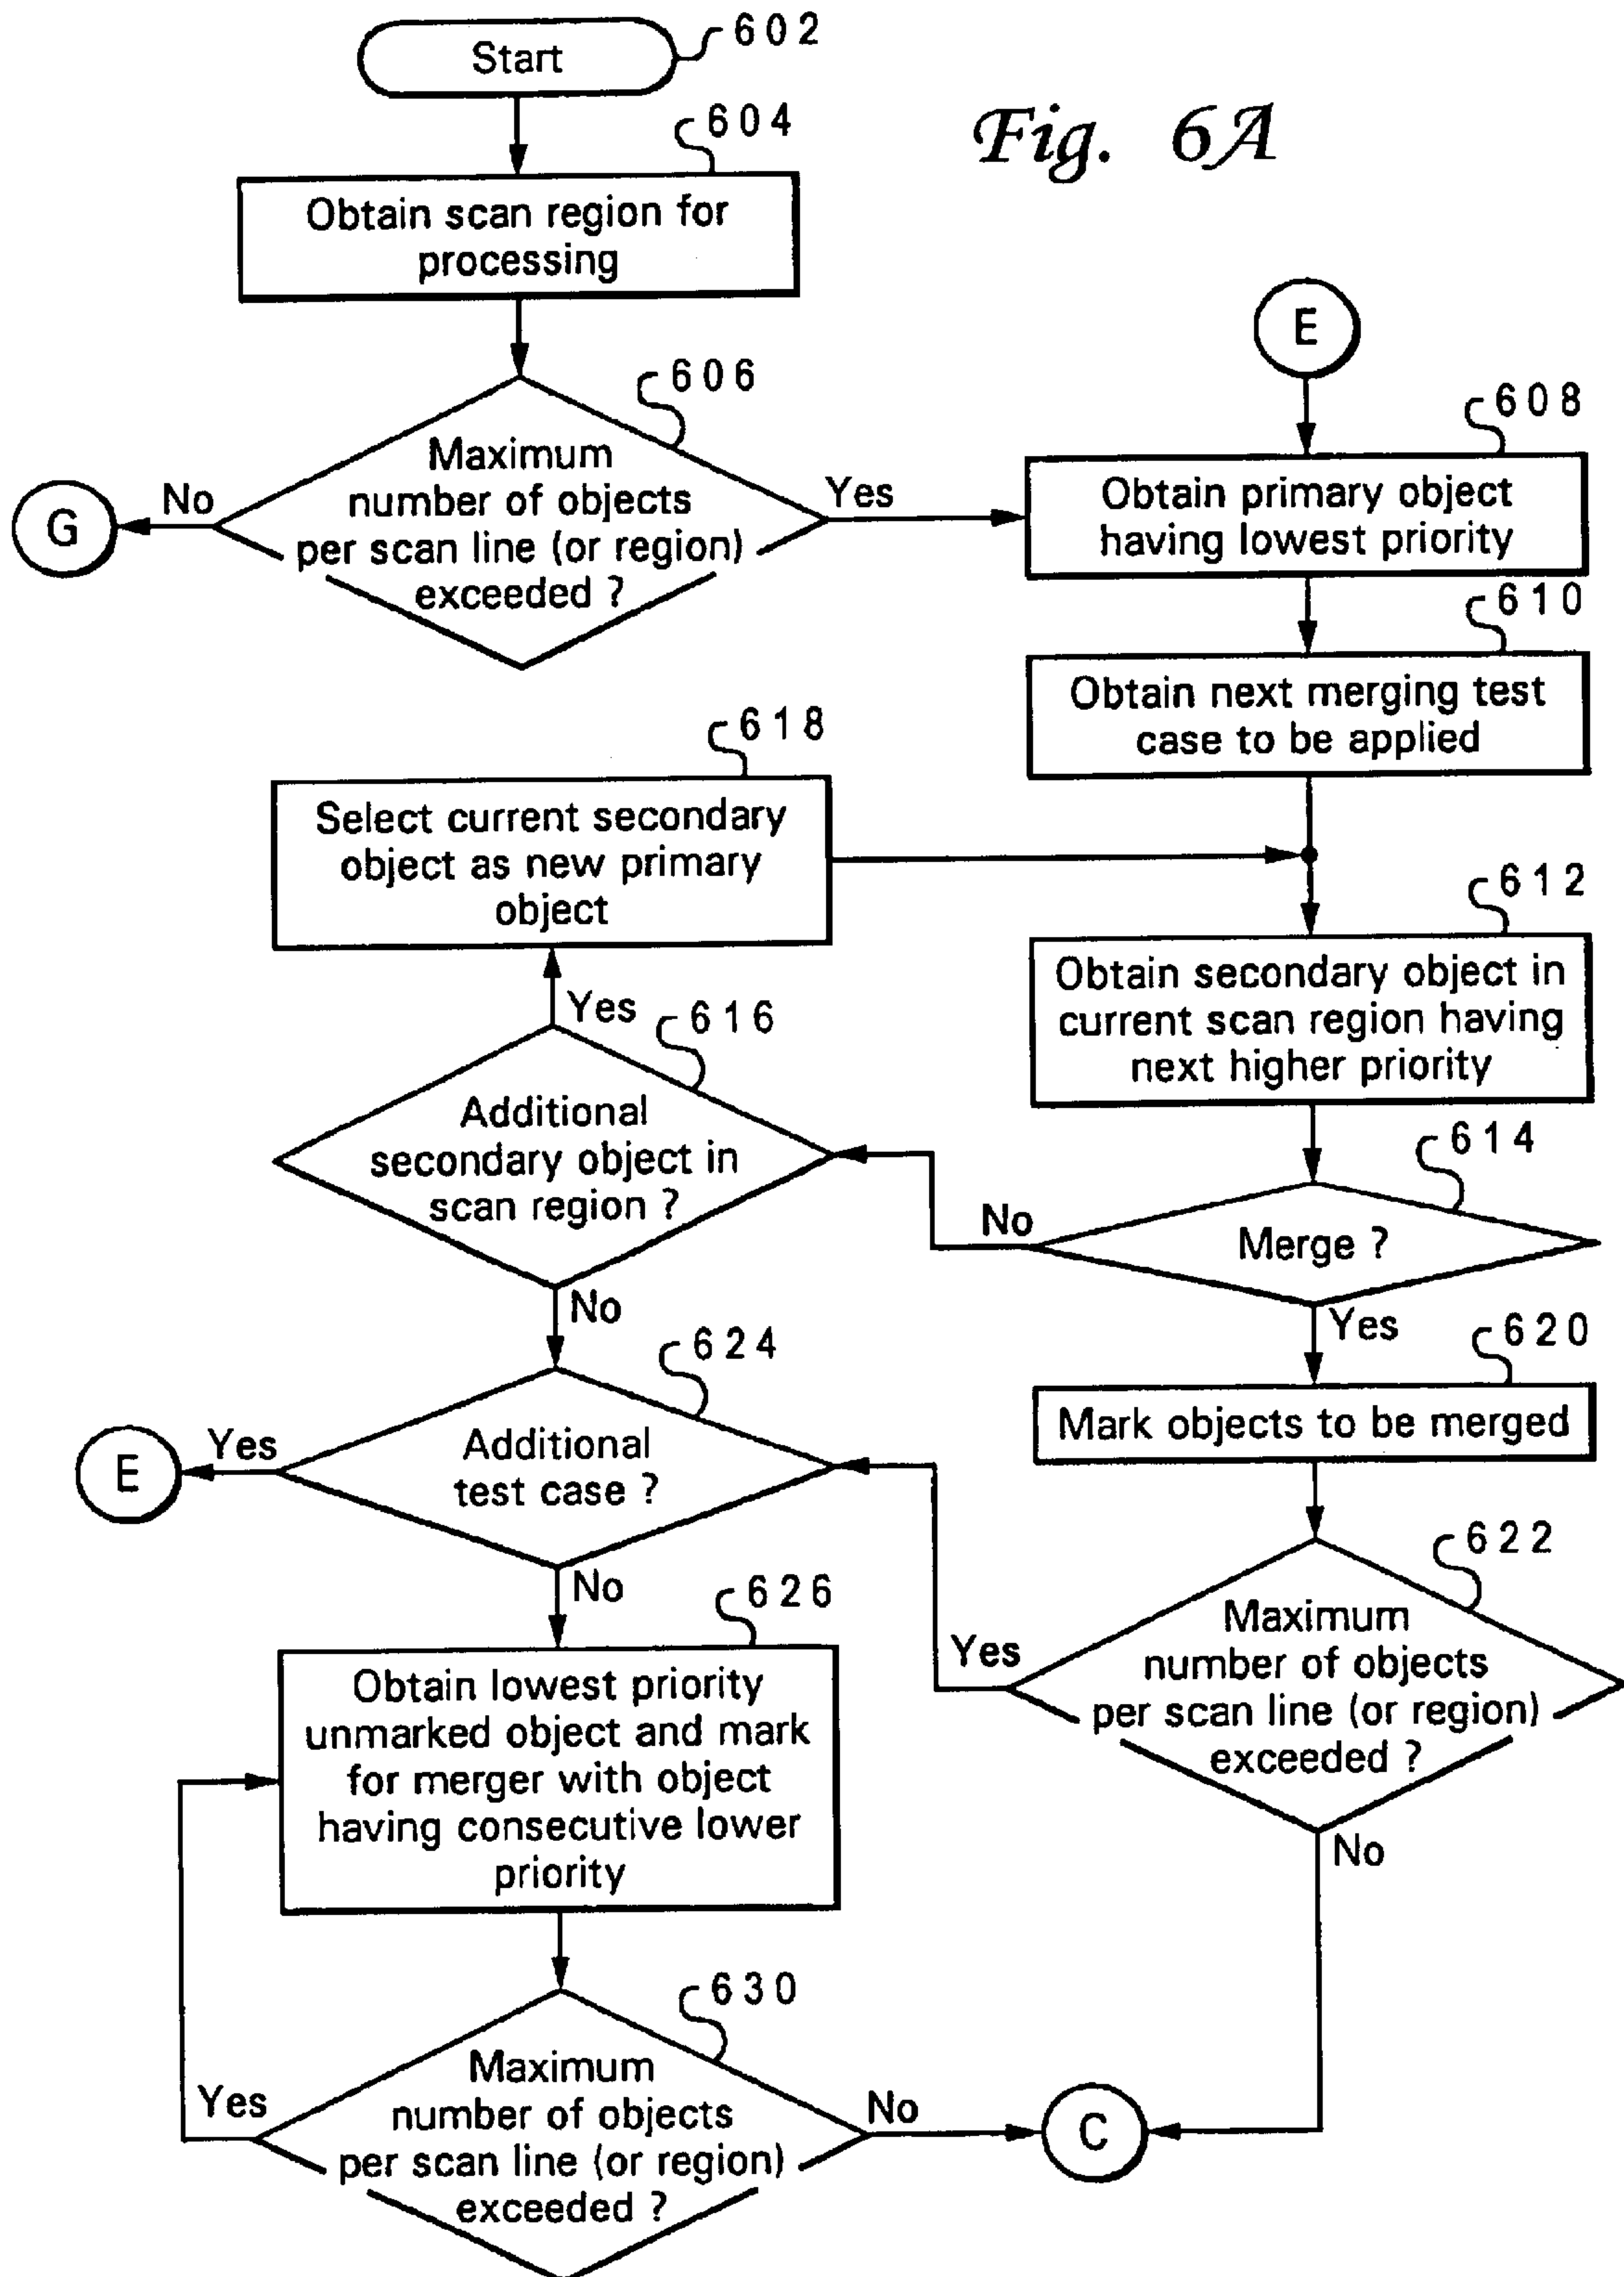 Start
602
Fig. 6A
604
Obtain scan region for
processing
E
606
Maximum
number of objects
per scan line (or region)
exceeded ?
No
G
Yes
608
Obtain primary object
having lowest priority
610
Obtain next merging test
case to be applied
618
Select current secondary
object as new primary
object
612
Obtain secondary object in
current scan region having
next higher priority
Yes
616
Additional
secondary object in
scan region ?
614
No
Merge ?
No
Yes
624
620
Additional
test case ?
Yes
E
Mark objects to be merged
No
622
Maximum
number of objects
per scan line (or region)
exceeded ?
Yes
No
626
Obtain lowest priority
unmarked object and mark
for merger with object
having consecutive lower
priority
630
Maximum
number of objects
per scan line (or region)
exceeded ?
Yes
No
C